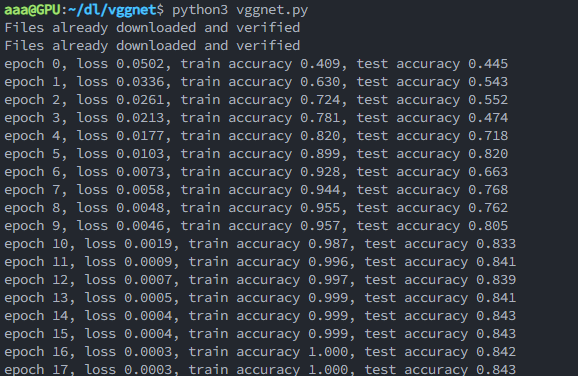 aaa@GPU:~/dl/vggnet$ python3 vggnet.py
Files already downloaded and verified
Files already downloaded and verified
epoch 0, loss 0.0502, train accuracy 0.409, test accuracy 0.445
epoch 1, loss 0.0336, train accuracy 0.630, test accuracy 0.543
epoch 2, loss 0.0261, train accuracy 0.724, test accuracy 0.552
epoch 3, loss 0.0213, train accuracy 0.781, test accuracy 0.474
epoch 4, loss 0.0177, train accuracy 0.820, test accuracy 0.718
epoch 5, loss 0.0103, train accuracy 0.899, test accuracy 0.820
epoch 6, loss 0.0073, train accuracy 0.928, test accuracy 0.663
epoch 7, loss 0.0058, train accuracy 0.944, test accuracy 0.768
epoch 8, loss 0.0048, train accuracy 0.955, test accuracy 0.762
epoch 9, loss 0.0046, train accuracy 0.957, test accuracy 0.805
epoch 10, loss 0.0019, train accuracy 0.987, test accuracy 0.833
epoch 11, loss 0.0009, train accuracy 0.996, test accuracy 0.841
epoch 12, loss 0.0007, train accuracy 0.997, test accuracy 0.839
epoch 13, loss 0.0005, train accuracy 0.999, test accuracy 0.841
epoch 14, loss 0.0004, train accuracy 0.999, test accuracy 0.843
epoch 15, loss 0.0004, train accuracy 0.999, test accuracy 0.843
epoch 16, loss 0.0003, train accuracy 1.000, test accuracy 0.842
epoch 17, loss 0.0003, train accuracy 1.000, test accuracy 0.843